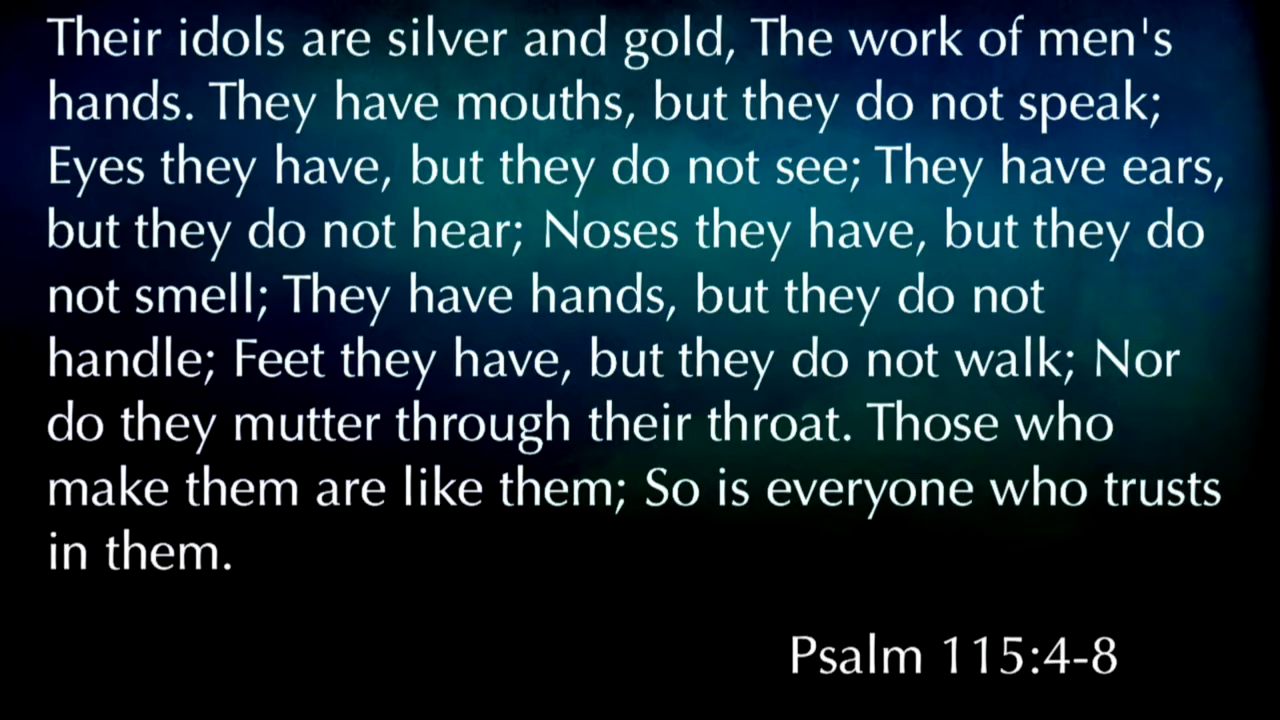 Their idols are silver and gold, The work of men's
hands. They have mouths, but they do not speak;
Eyes they have, but they do not see; They have ears,
but they do not hear; Noses they have, but they do
not smell; They have hands, but they do not
handle; Feet they have, but they do not walk; Nor
do they mutter through their throat. Those who
make them are like them; So is everyone who trusts
in them.
Psalm 115:4-8